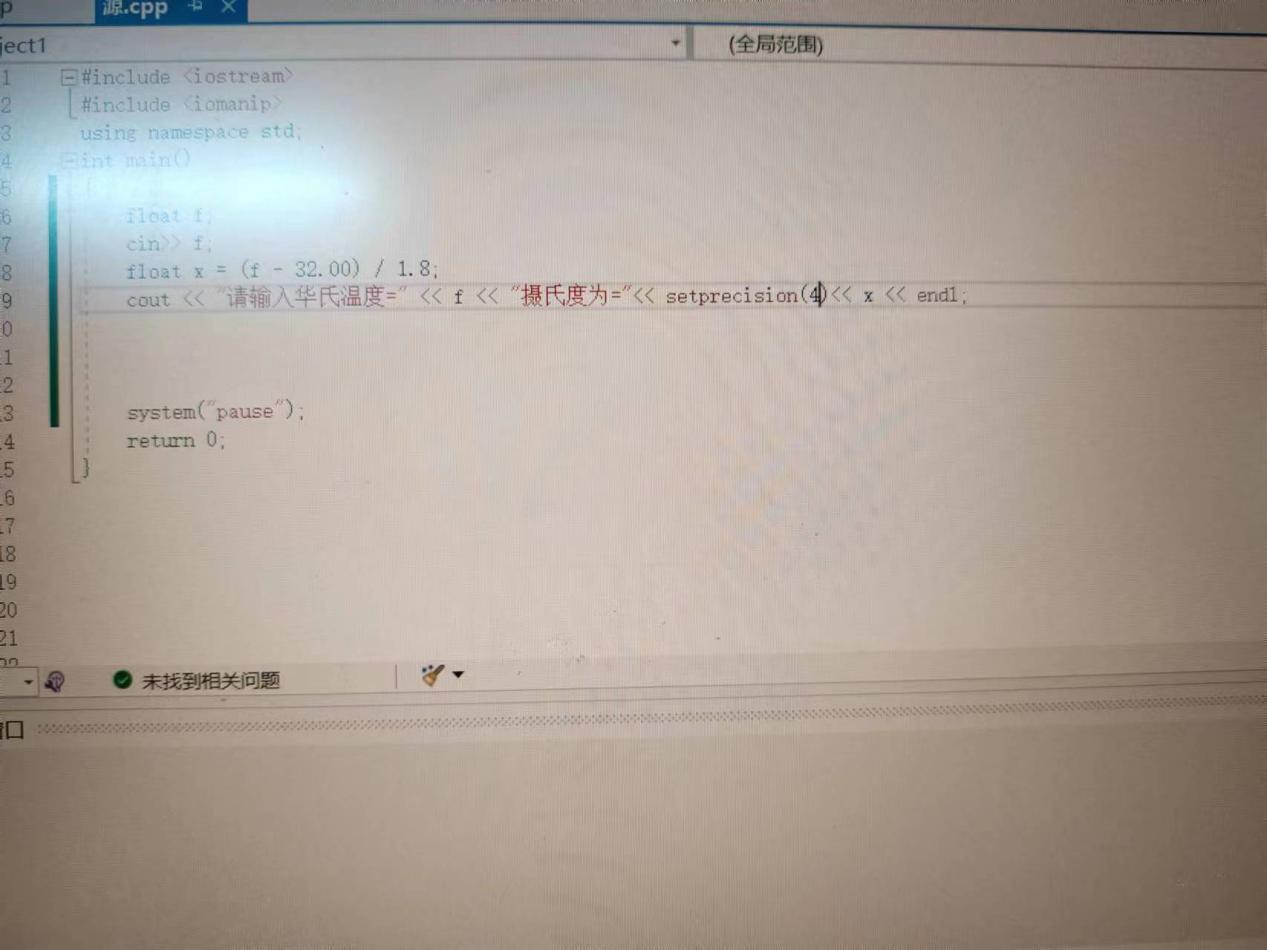 p
源.cpp
ject1
(全局范围)
1 #include <iostream>
2 #include <iomanip>
3 using namespace std;
4 int main()
5 {
6 float f;
7 cin>> f;
8 float x = (f - 32.00) / 1.8;
9 cout << "请输入华氏温度=" << f << "摄氏度为="<< setprecision(4)<< x << endl;
0
1
2
3 system("pause");
4 return 0;
5 }
6
17
18
19
20
21
未找到相关问题
窗口